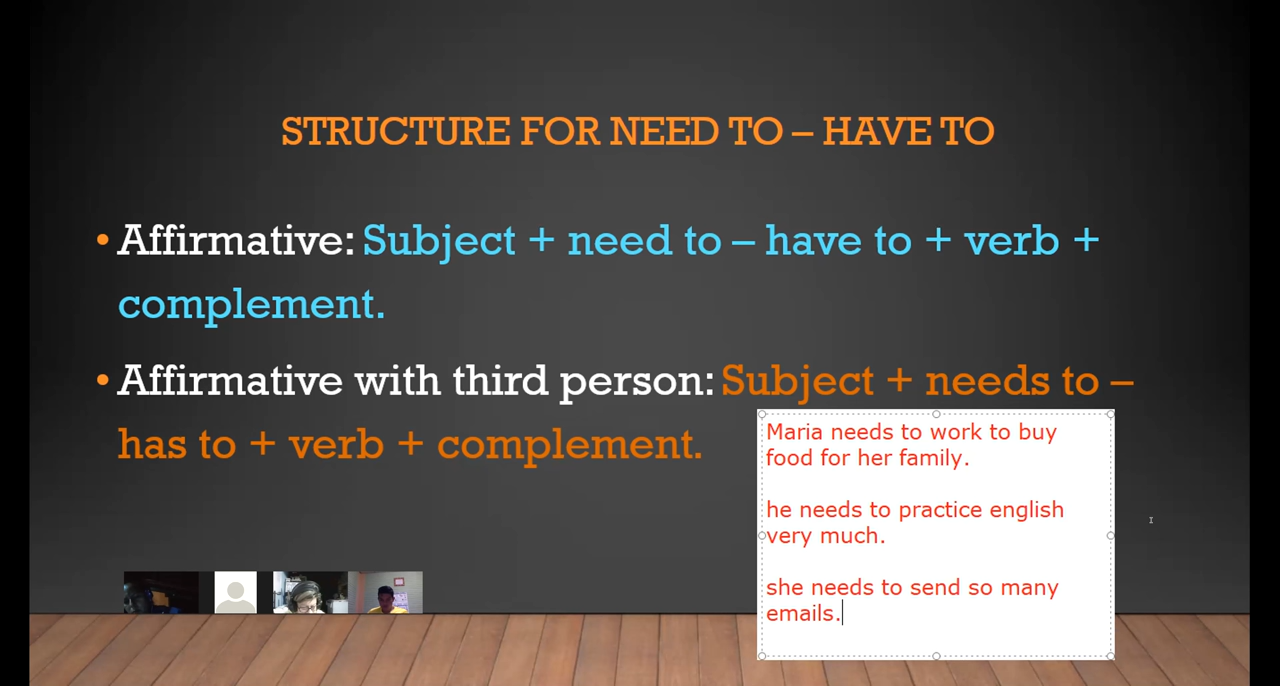 STRUCTURE FOR NEED TO – HAVE TO
• Affirmative: Subject + need to – have to + verb +
complement.
• Affirmative with third person: Subject + needs to –
has to + verb + complement.
Maria needs to work to buy
food for her family.
he needs to practice english
very much.
she needs to send so many
emails.